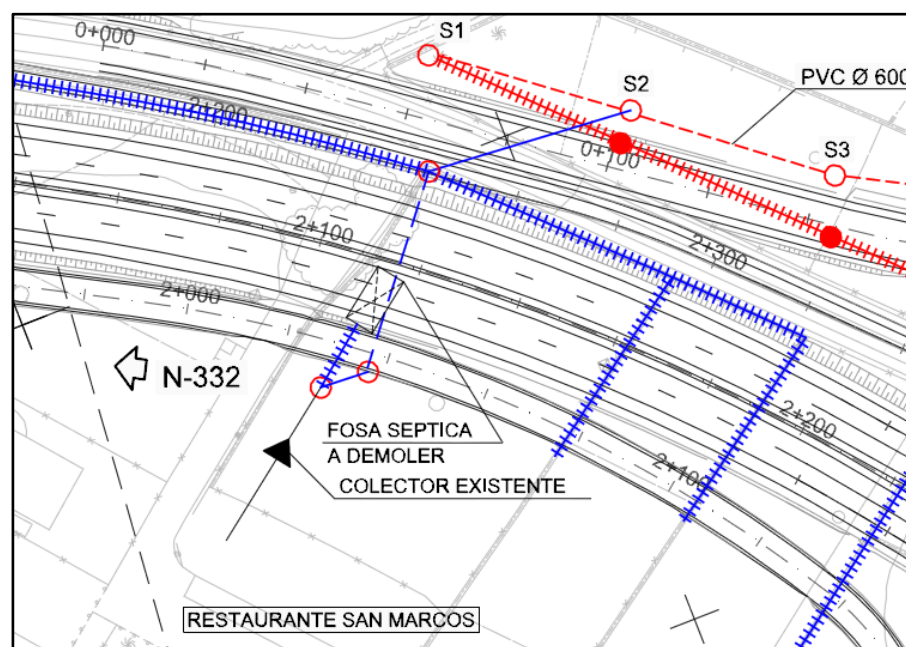 0+000
S1
S2
PVC Ø 600
2+200
0+100
S3
2+100
2+300
2+000
N-332
FOSA SEPTICA
A DEMOLER
COLECTOR EXISTENTE
2+200
2+100
RESTAURANTE SAN MARCOS